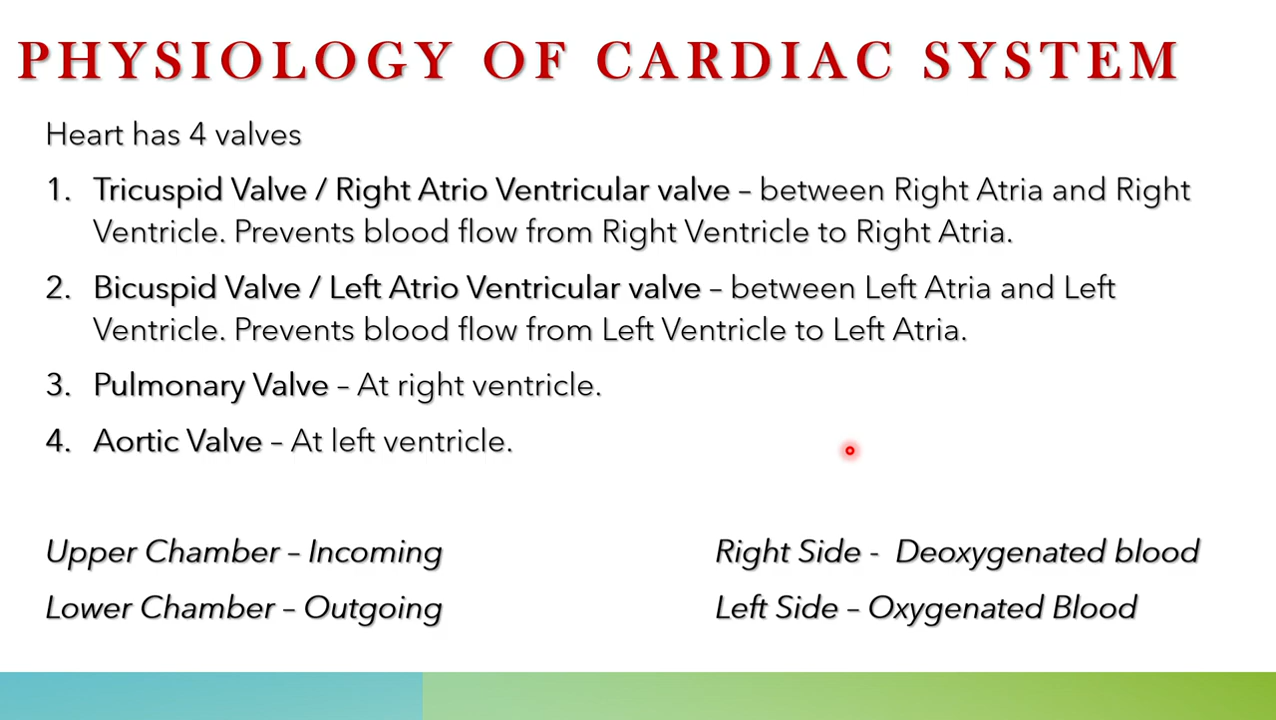 PHYSIOLOGY OF CARDIAC SYSTEM
Heart has 4 valves
1. Tricuspid Valve / Right Atrio Ventricular valve – between Right Atria and Right
Ventricle. Prevents blood flow from Right Ventricle to Right Atria.
2. Bicuspid Valve / Left Atrio Ventricular valve – between Left Atria and Left
Ventricle. Prevents blood flow from Left Ventricle to Left Atria.
3. Pulmonary Valve – At right ventricle.
4. Aortic Valve – At left ventricle.
Upper Chamber – Incoming
Lower Chamber – Outgoing
Right Side - Deoxygenated blood
Left Side – Oxygenated Blood